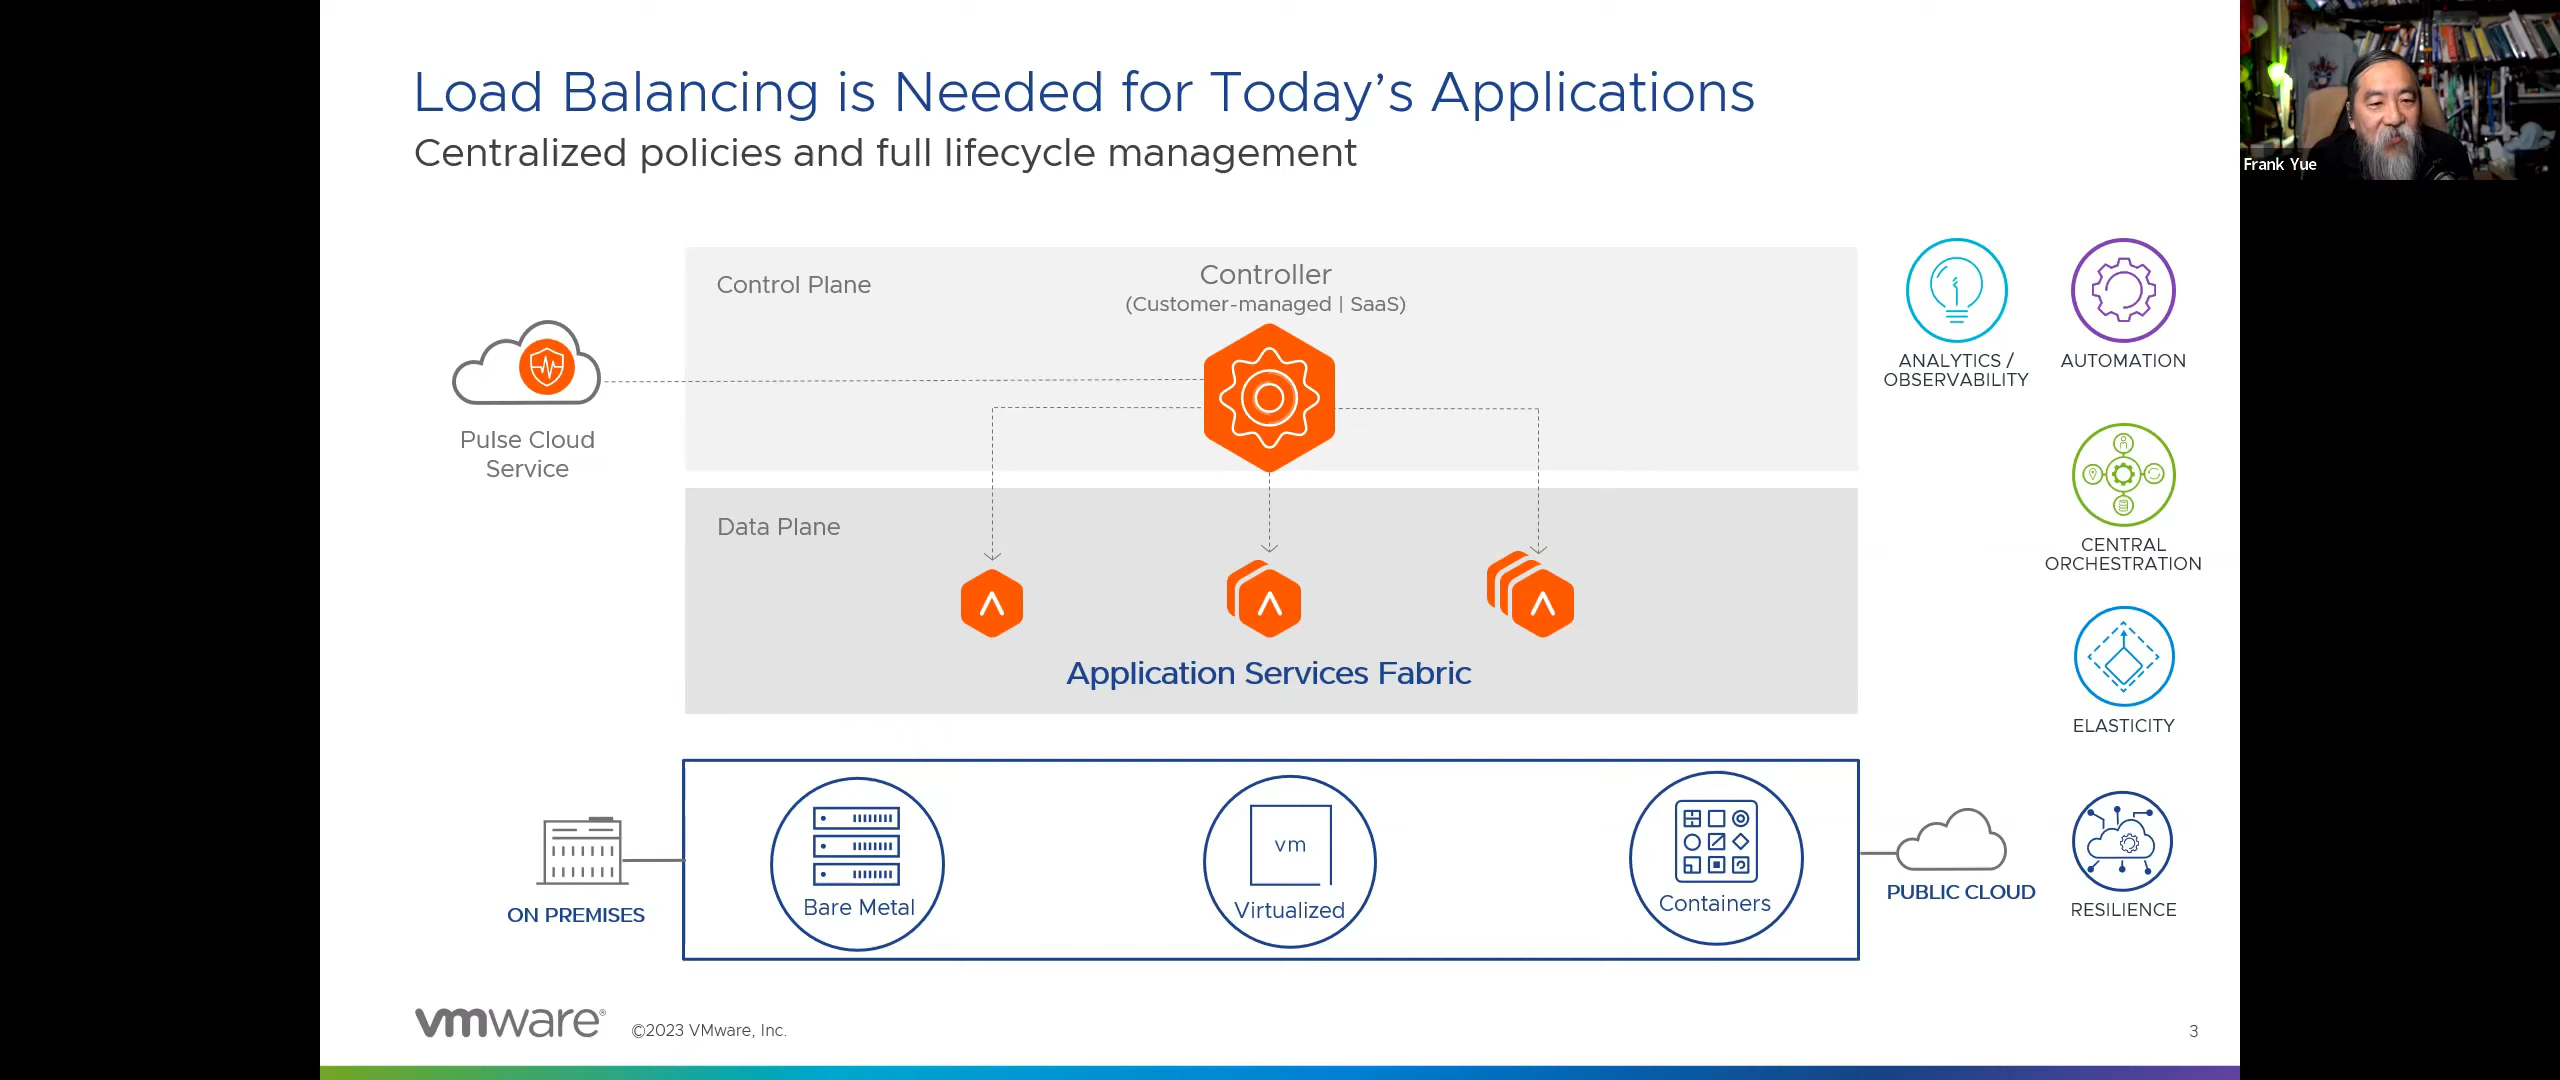 Load Balancing is Needed for Today's Applications
Centralized policies and full lifecycle management
Frank Yue
Control Plane
Controller
(Customer-managed | SaaS)
Pulse Cloud
Service
Data Plane
Application Services Fabric
ANALYTICS /
OBSERVABILITY
AUTOMATION
CENTRAL
ORCHESTRATION
ELASTICITY
RESILIENCE
ON PREMISES
Bare Metal
vm
Virtualized
Containers
PUBLIC CLOUD
vmware®
©2023 VMware, Inc.
3